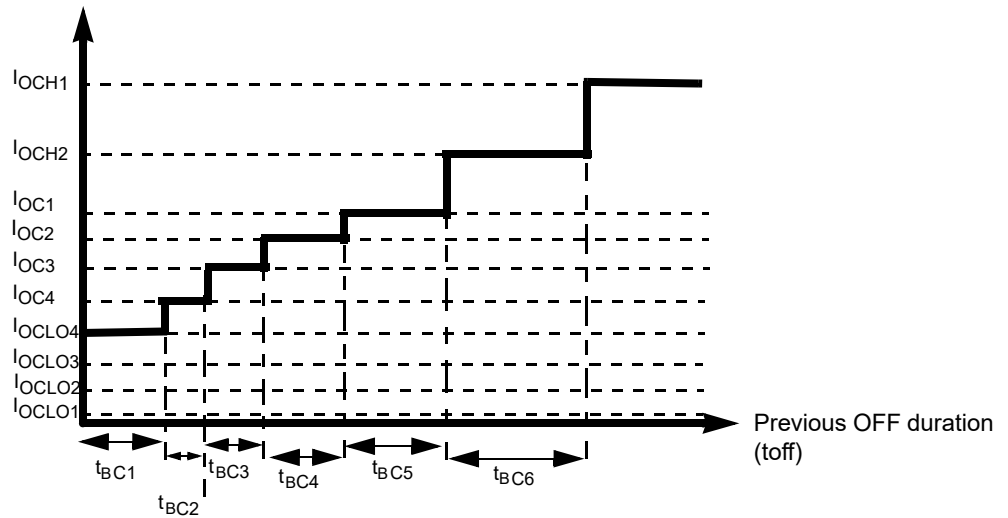 IOCH1
IOCH2
IOC1
IOC2
IOC3
IOC4
IOCLO4
IOCLO3
IOCLO2
IOCLO1
Previous OFF duration
(toff)
tBC1
tBC2
tBC3
tBC4
tBC5
tBC6